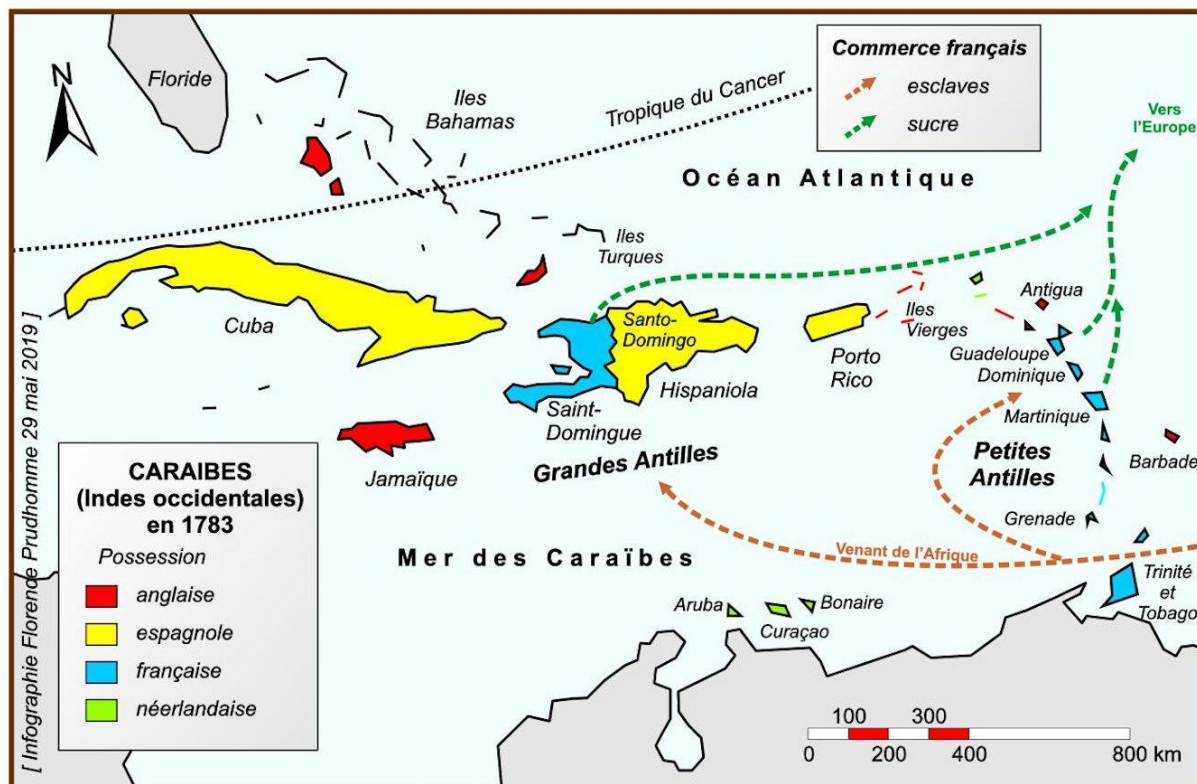 Commerce français
esclaves
sucre
N
Floride
Iles
Bahamas
Tropique du Cancer
Vers
l'Europe
Océan Atlantique
Iles
Turques
Cuba
Santo-
Domingo
Hispaniola
Saint-
Domingue
Porto
Rico
Iles
Vierges
Antigua
Guadeloupe
Dominique
Martinique
Jamaïque
Grandes Antilles
Petites
Antilles
Barbade
Grenade
Mer des Caraïbes
Venant de l'Afrique
Trinité
et
Tobago
Aruba
Bonaire
Curaçao
CARAIBES
(Indes occidentales)
en 1783
Possession
anglaise
espagnole
française
néerlandaise
100 300
0 200 400 800 km
[ Infographie Florence Prudhomme 29 mai 2019 ]